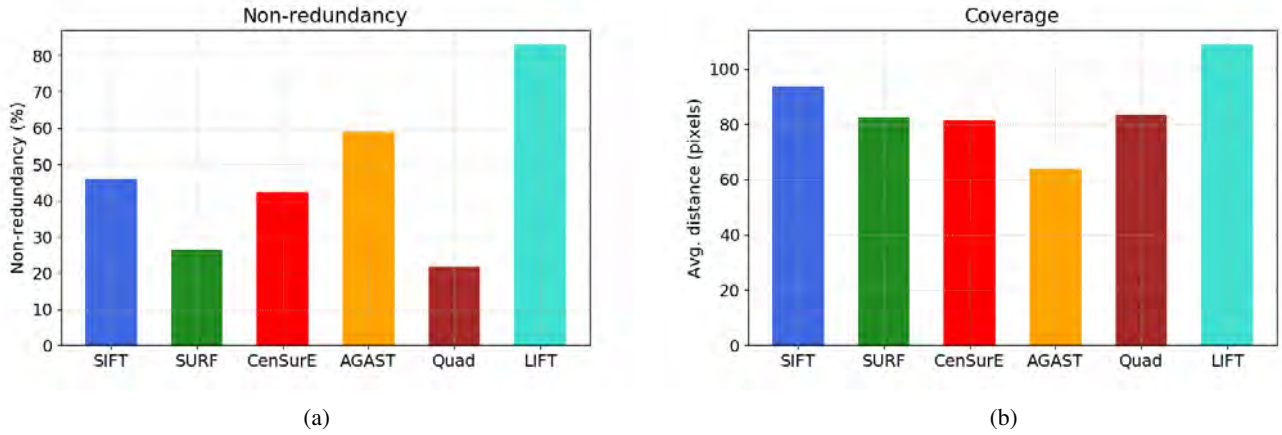 Non-redundancy
Non-redundancy (%)
80
70
60
50
40
30
20
10
0
SIFT SURF CenSurE AGAST Quad LIFT
(a)
Coverage
Avg. distance (pixels)
100
80
60
40
20
0
SIFT SURF CenSurE AGAST Quad LIFT
(b)